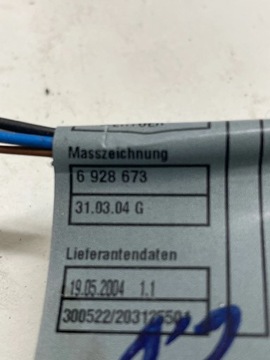 Masszeichnung
6 928 673
31.03.04 G
Lieferantendaten
19.05.2004 1.1